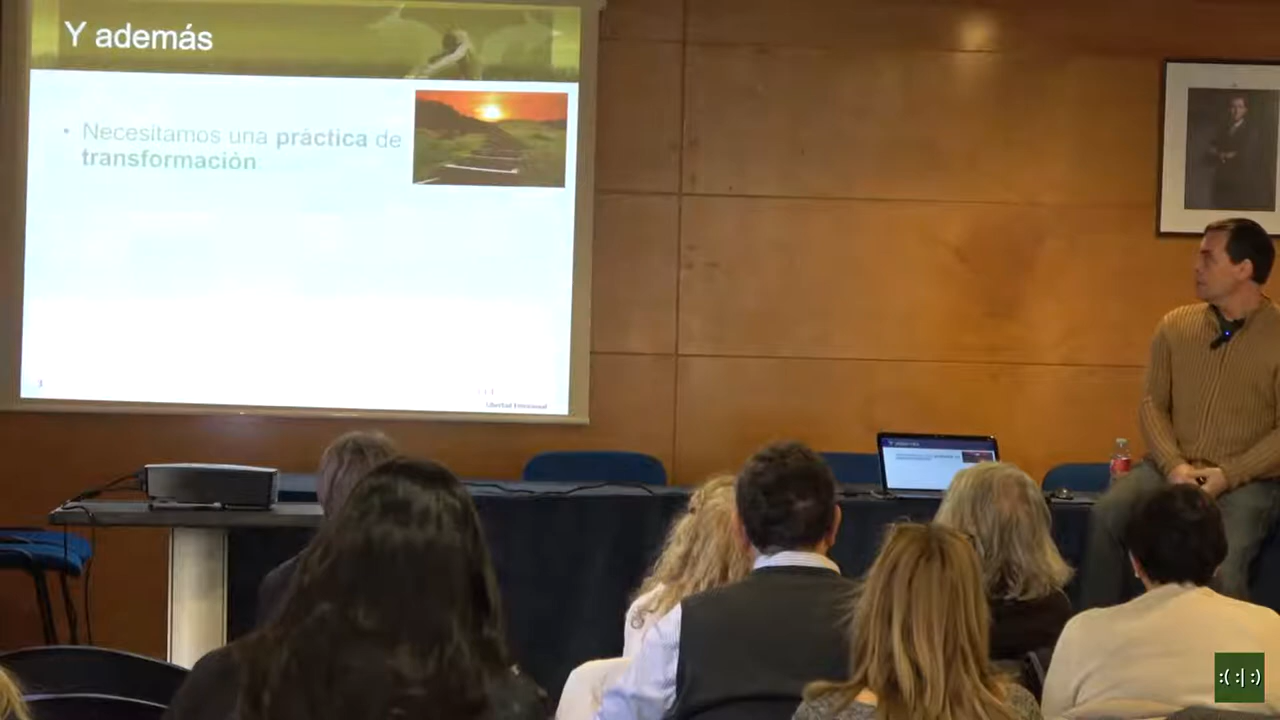 Y además
• Necesitamos una práctica de
transformación
Libertad Emocional
:( :| :)